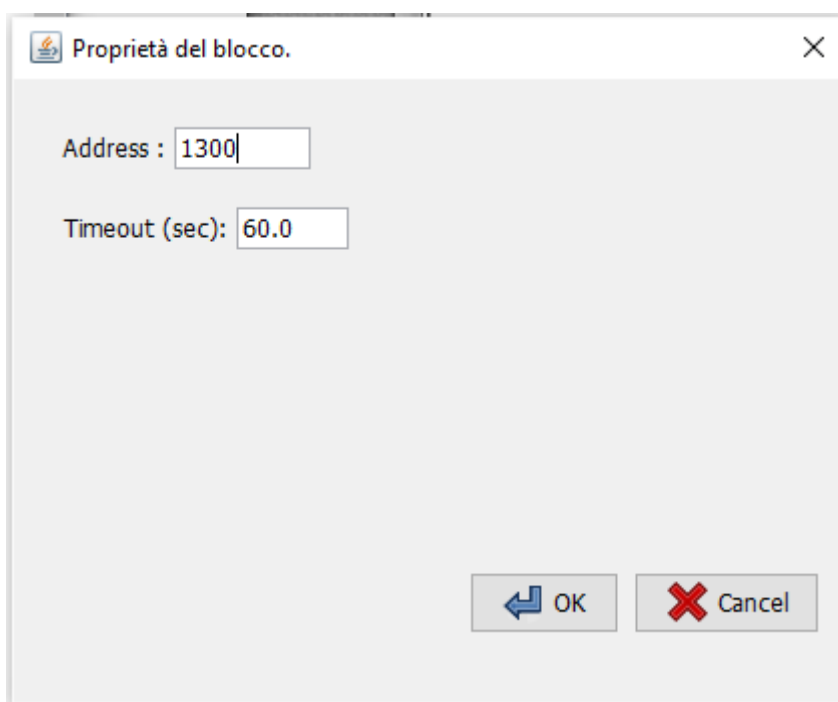 Proprietà del blocco.
Address : 1300
Timeout (sec): 60.0
OK Cancel